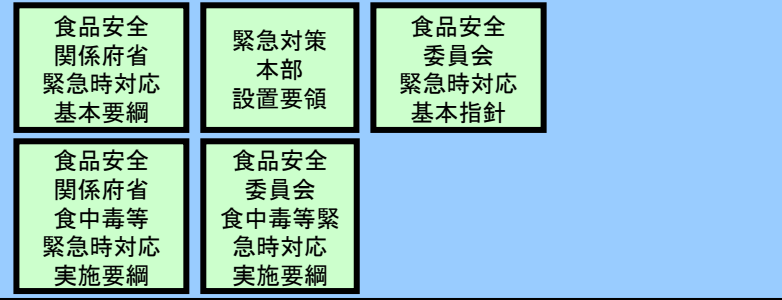 食品安全
関係府省
緊急時対応
基本要綱
緊急対策
本部
設置要領
食品安全
委員会
緊急時対応
基本指針
食品安全
関係府省
食中毒等
緊急時対応
実施要綱
食品安全
委員会
食中毒等緊
急時対応
実施要綱